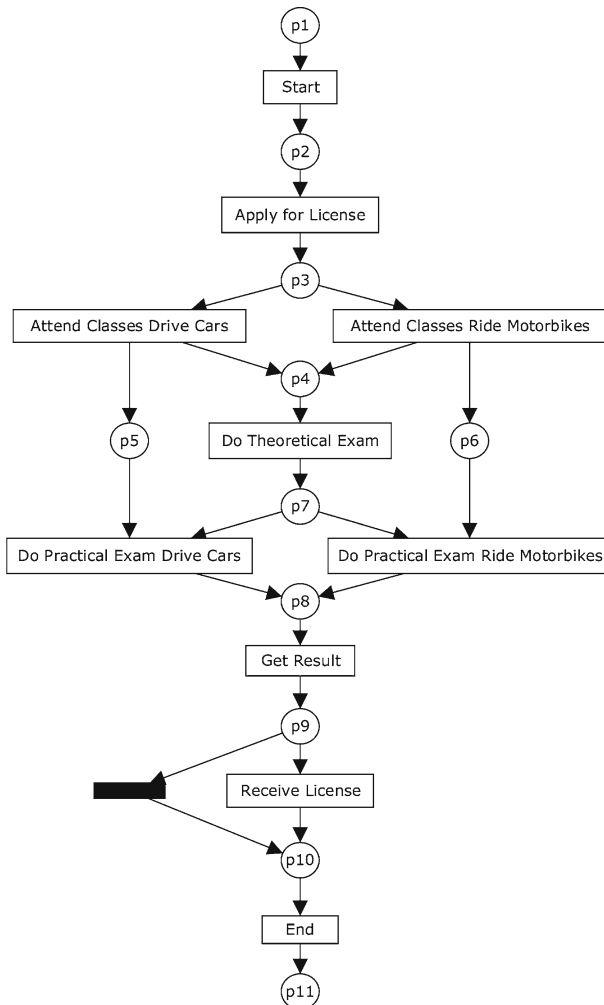 p1
Start
p2
Apply for License
p3
Attend Classes Drive Cars
Attend Classes Ride Motorbikes
p4
p5
Do Theoretical Exam
p6
p7
Do Practical Exam Drive Cars
Do Practical Exam Ride Motorbikes
p8
Get Result
p9
Receive License
p10
End
p11